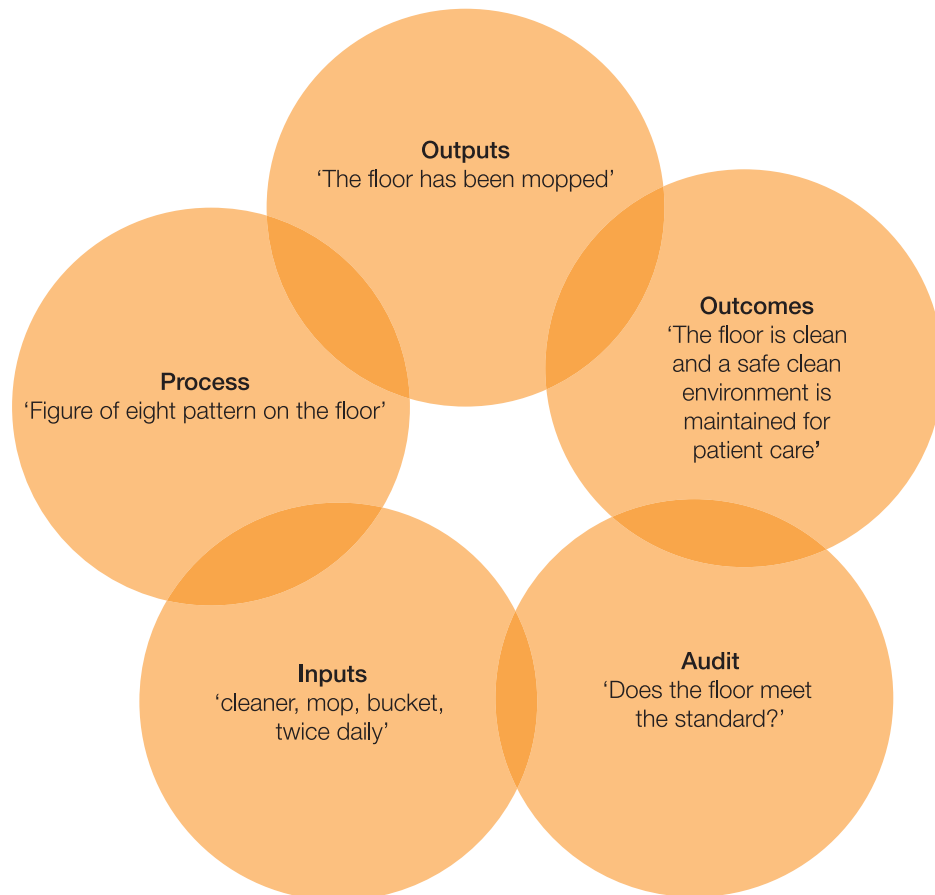 Outputs
‘The floor has been mopped’
Outcomes
‘The floor is clean
and a safe clean
environment is
maintained for
patient care’
Process
‘Figure of eight pattern on the floor’
Inputs
‘cleaner, mop, bucket,
twice daily’
Audit
‘Does the floor meet
the standard?’